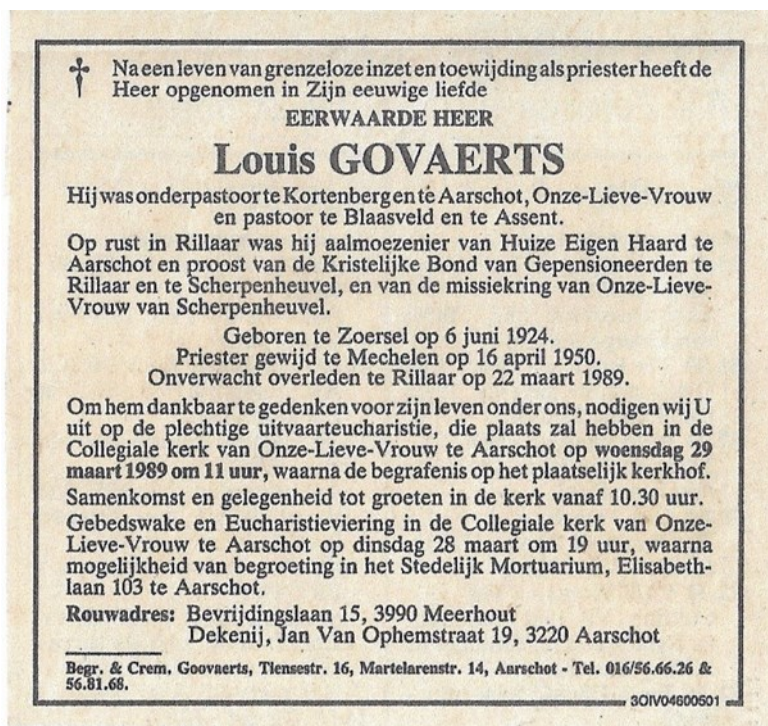 † Na een leven van grenzeloze inzet en toewijding als priester heeft de
Heer opgenomen in Zijn eeuwige liefde
EERWAARDE HEER
Louis GOVAERTS
Hij was onderpastoor te Kortenberg en te Aarschot, Onze-Lieve-Vrouw
en pastoor te Blaasveld en te Assent.
Op rust in Rillaar was hij aalmoezenier van Huize Eigen Haard te
Aarschot en proost van de Kristelijke Bond van Gepensioneerden te
Rillaar en te Scherpenheuvel, en van de missiekring van Onze-Lieve-
Vrouw van Scherpenheuvel.
Geboren te Zoersel op 6 juni 1924.
Priester gewijd te Mechelen op 16 april 1950.
Onverwacht overleden te Rillaar op 22 maart 1989.
Om hem dankbaar te gedenken voor zijn leven onder ons, nodigen wij U
uit op de plechtige uitvaarteucharistie, die plaats zal hebben in de
Collegiale kerk van Onze-Lieve-Vrouw te Aarschot op woensdag 29
maart 1989 om 11 uur, waarna de begrafenis op het plaatselijk kerkhof.
Samenkomst en gelegenheid tot groeten in de kerk vanaf 10.30 uur.
Gebedswake en Eucharistieviering in de Collegiale kerk van Onze-
Lieve-Vrouw te Aarschot op dinsdag 28 maart om 19 uur, waarna
mogelijkheid van begroeting in het Stedelijk Mortuarium, Elisabeth-
laan 103 te Aarschot.
Rouwadres: Bevrijdingslaan 15, 3990 Meerhout
Dekenij, Jan Van Ophemstraat 19, 3220 Aarschot
Begr. & Crem. Goovaerts, Tiensestr. 16, Martelarenstr. 14, Aarschot - Tel. 016/56.66.26 &
56.81.68.
3OIV04600501